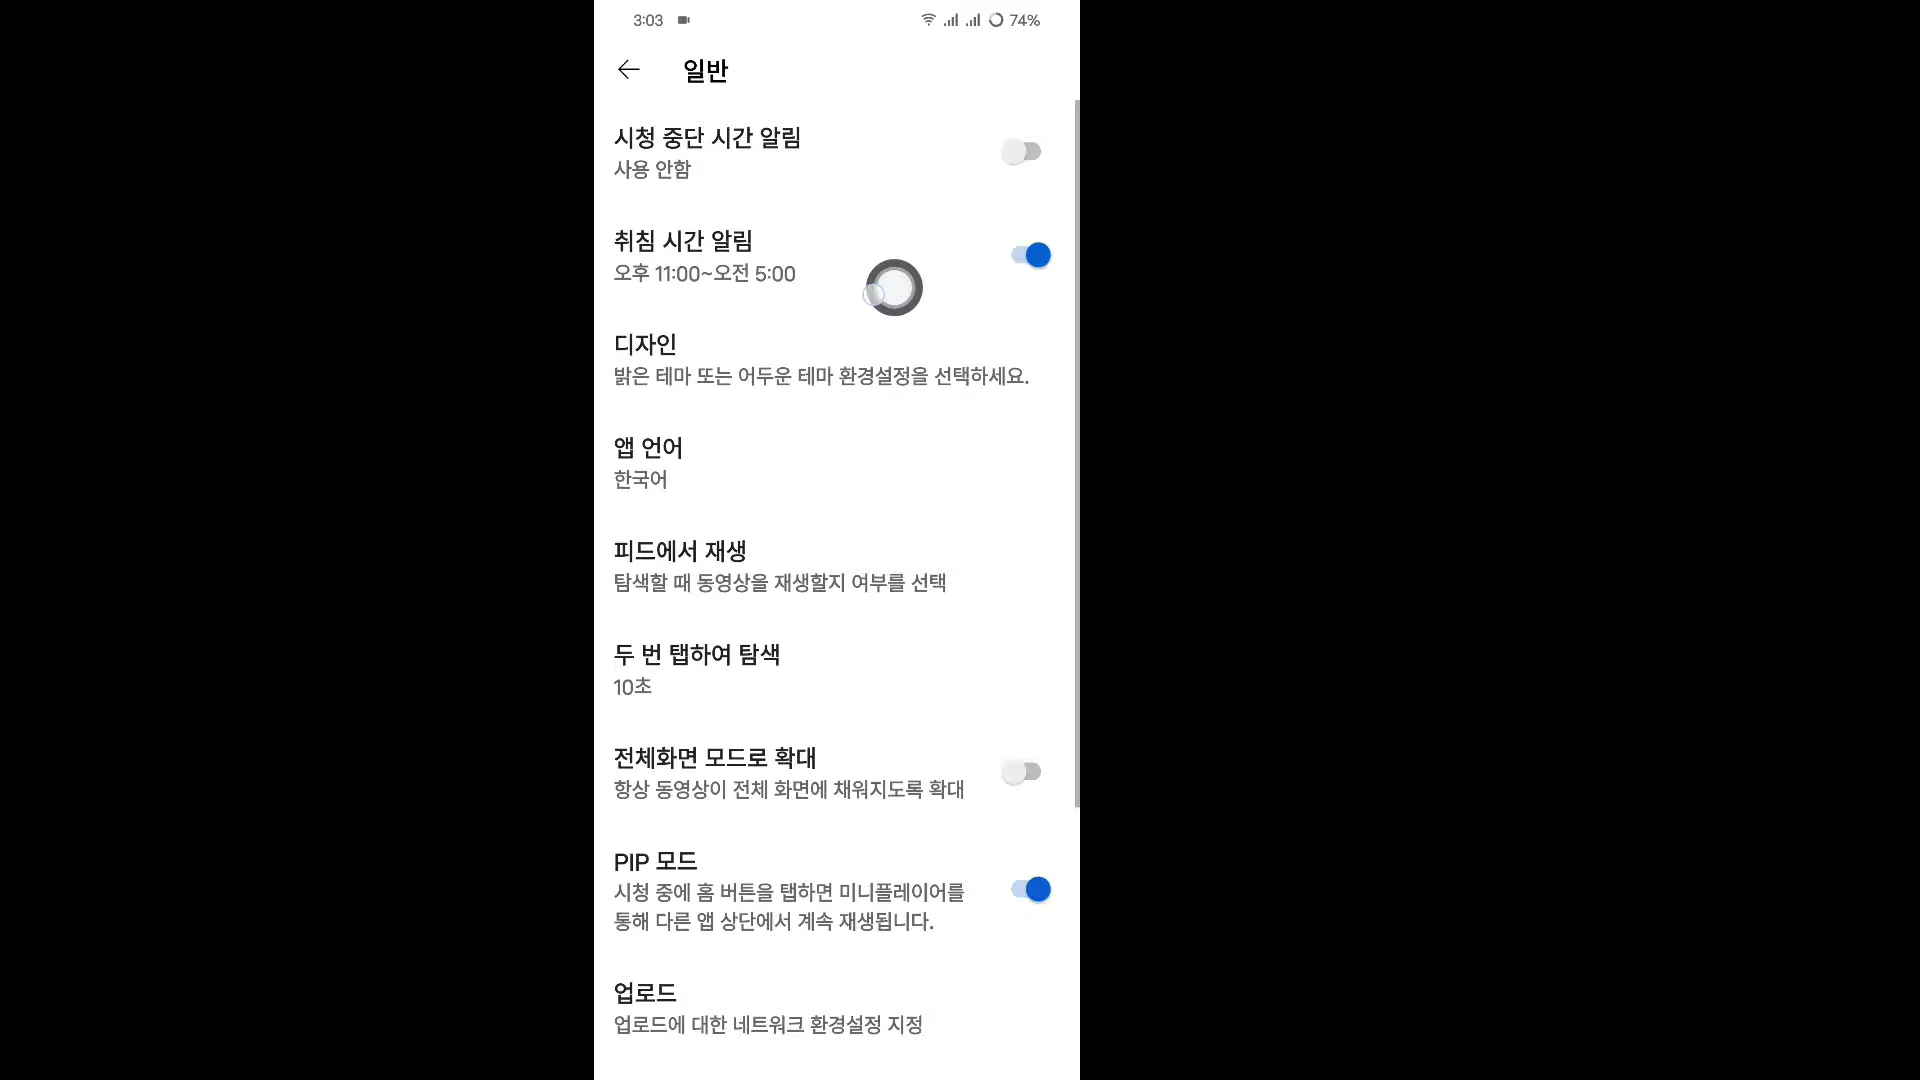 3:03
74%
일반
시청 중단 시간 알림
사용 안함
취침 시간 알림
오후 11:00~오전 5:00
디자인
밝은 테마 또는 어두운 테마 환경설정을 선택하세요.
앱 언어
한국어
피드에서 재생
탐색할 때 동영상을 재생할지 여부를 선택
두 번 탭하여 탐색
10초
전체화면 모드로 확대
항상 동영상이 전체 화면에 채워지도록 확대
PIP 모드
시청 중에 홈 버튼을 탭하면 미니플레이어를
통해 다른 앱 상단에서 계속 재생됩니다.
업로드
업로드에 대한 네트워크 환경설정 지정